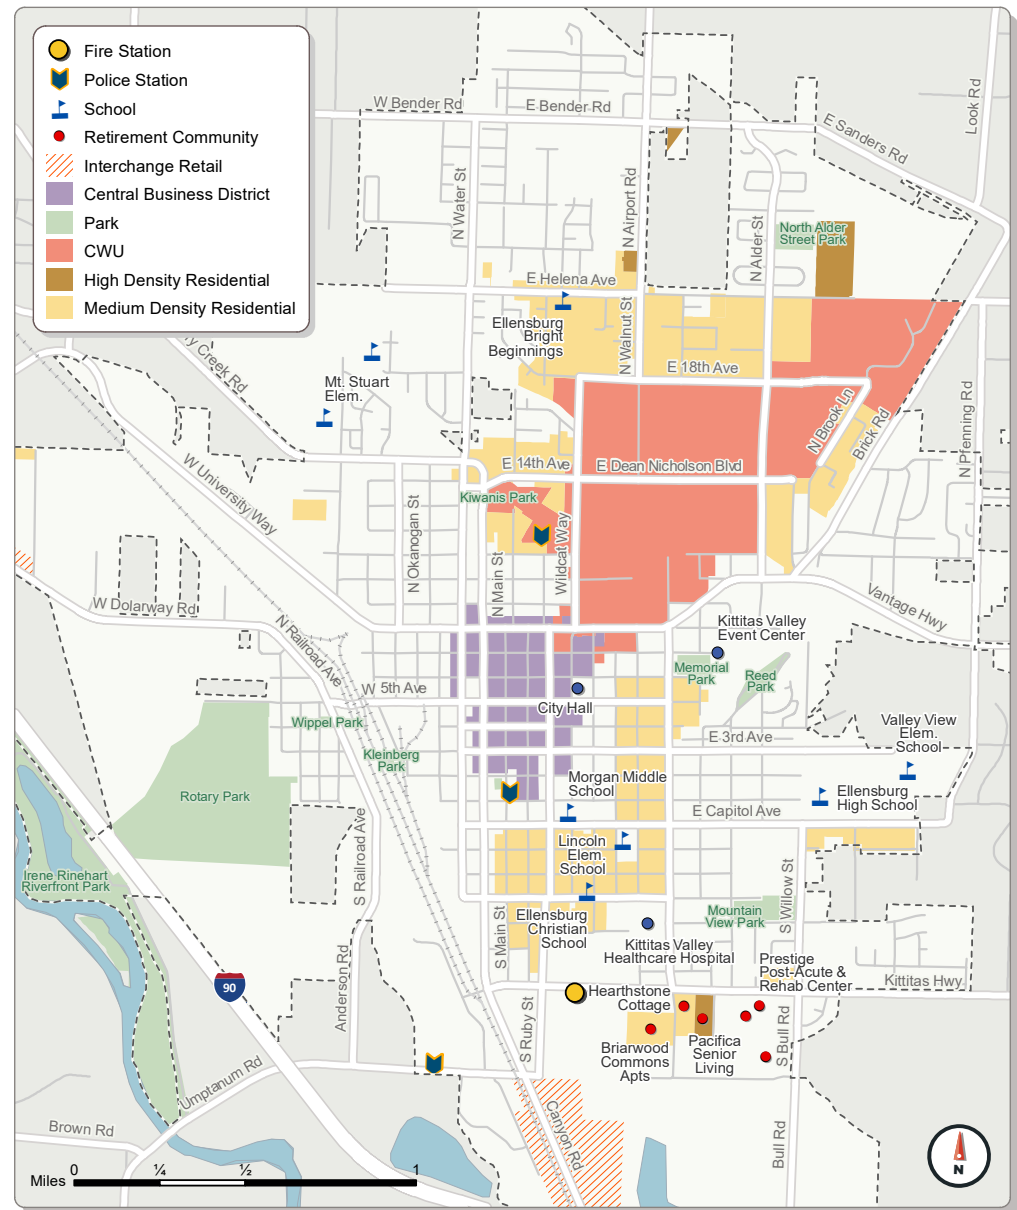 Fire Station
Police Station
School
Retirement Community
Interchange Retail
Central Business District
Park
CWU
High Density Residential
Medium Density Residential
W Bender Rd
E Bender Rd
Look Rd
E Sanders Rd
N Water St
N Airport Rd
N Alder St
North Alder
Street Park
E Helena Ave
Ellensburg
Bright
Beginnings
N Walnut St
E 18th Ave
y Creek Rd
Mt. Stuart
Elem.
N Brook Ln
Brick Rd
N Pfenning Rd
W University Way
E 14th Ave
E Dean Nicholson Blvd
Kiwanis Park
N Okanogan St
N Main St
Wildcat Way
W Dolarway Rd
N Railroad Ave
Vantage Hwy
Kittitas Valley
Event Center
Memorial
Park
Reed
Park
W 5th Ave
City Hall
Wippel Park
Kleinberg
Park
E 3rd Ave
Valley View
Elem.
School
Rotary Park
Morgan Middle
School
Ellensburg
High School
E Capitol Ave
S Railroad Ave
Lincoln
Elem.
School
Irene Rinehart
Riverfront Park
S Willow St
Mountain
View Park
Ellensburg
Christian
School
S Main St
Kittitas Valley
Healthcare Hospital
Prestige
Post-Acute &
Rehab Center
Kittitas Hwy
90
Anderson Rd
Hearthstone
Cottage
S Ruby St
Briarwood
Commons
Apts
Pacifica
Senior
Living
S Bull Rd
Umptanum Rd
Canyon Rd
Brown Rd
Bull Rd
N
Miles
0
¼
½
1